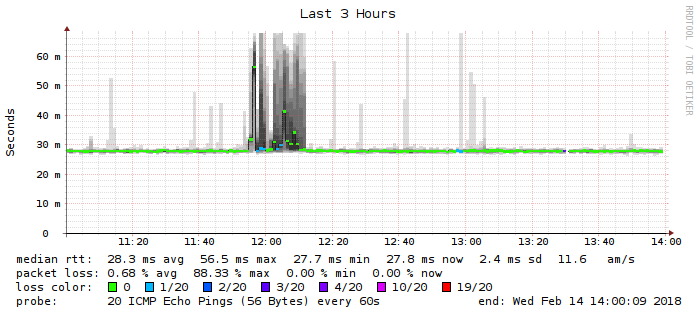 Last 3 Hours
RRDTOOL / TOBI OETIKER
Seconds
60 m
50 m
40 m
30 m
20 m
10 m
0
11:20 11:40 12:00 12:20 12:40 13:00 13:20 13:40 14:00
median rtt: 28.3 ms avg 56.5 ms max 27.7 ms min 27.8 ms now 2.4 ms sd 11.6 am/s
packet loss: 0.68 % avg 88.33 % max 0.00 % min 0.00 % now
loss color: 0 1/20 2/20 3/20 4/20 10/20 19/20
probe: 20 ICMP Echo Pings (56 Bytes) every 60s end: Wed Feb 14 14:00:09 2018